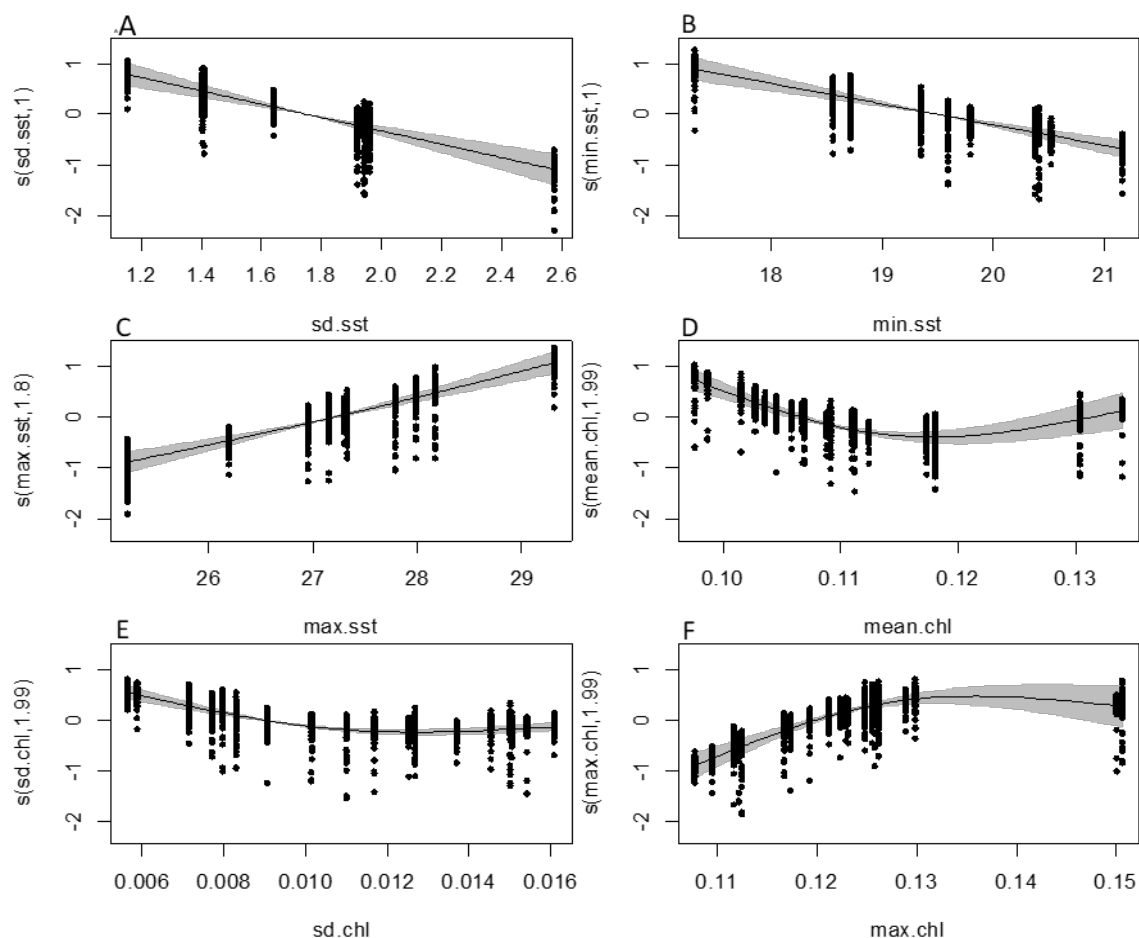 A B
s(sd.sst,1)
1
0
-1
-2
1.2 1.4 1.6 1.8 2.0 2.2 2.4 2.6
sd.sst
s(min.sst,1)
1
0
-1
-2
18 19 20 21
min.sst
C D
s(max.sst,1.8)
1
0
-1
-2
26 27 28 29
max.sst
s(mean.chl,1.99)
1
0
-1
-2
0.10 0.11 0.12 0.13
mean.chl
E F
s(sd.chl,1.99)
1
0
-1
-2
0.006 0.008 0.010 0.012 0.014 0.016
sd.chl
s(max.chl,1.99)
1
0
-1
-2
0.11 0.12 0.13 0.14 0.15
max.chl